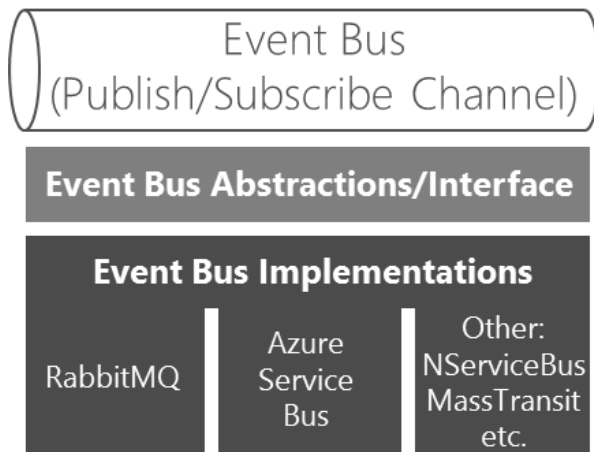 Event Bus
(Publish/Subscribe Channel)
Event Bus Abstractions/Interface
Event Bus Implementations
RabbitMQ
Azure
Service
Bus
Other:
NServiceBus
MassTransit
etc.